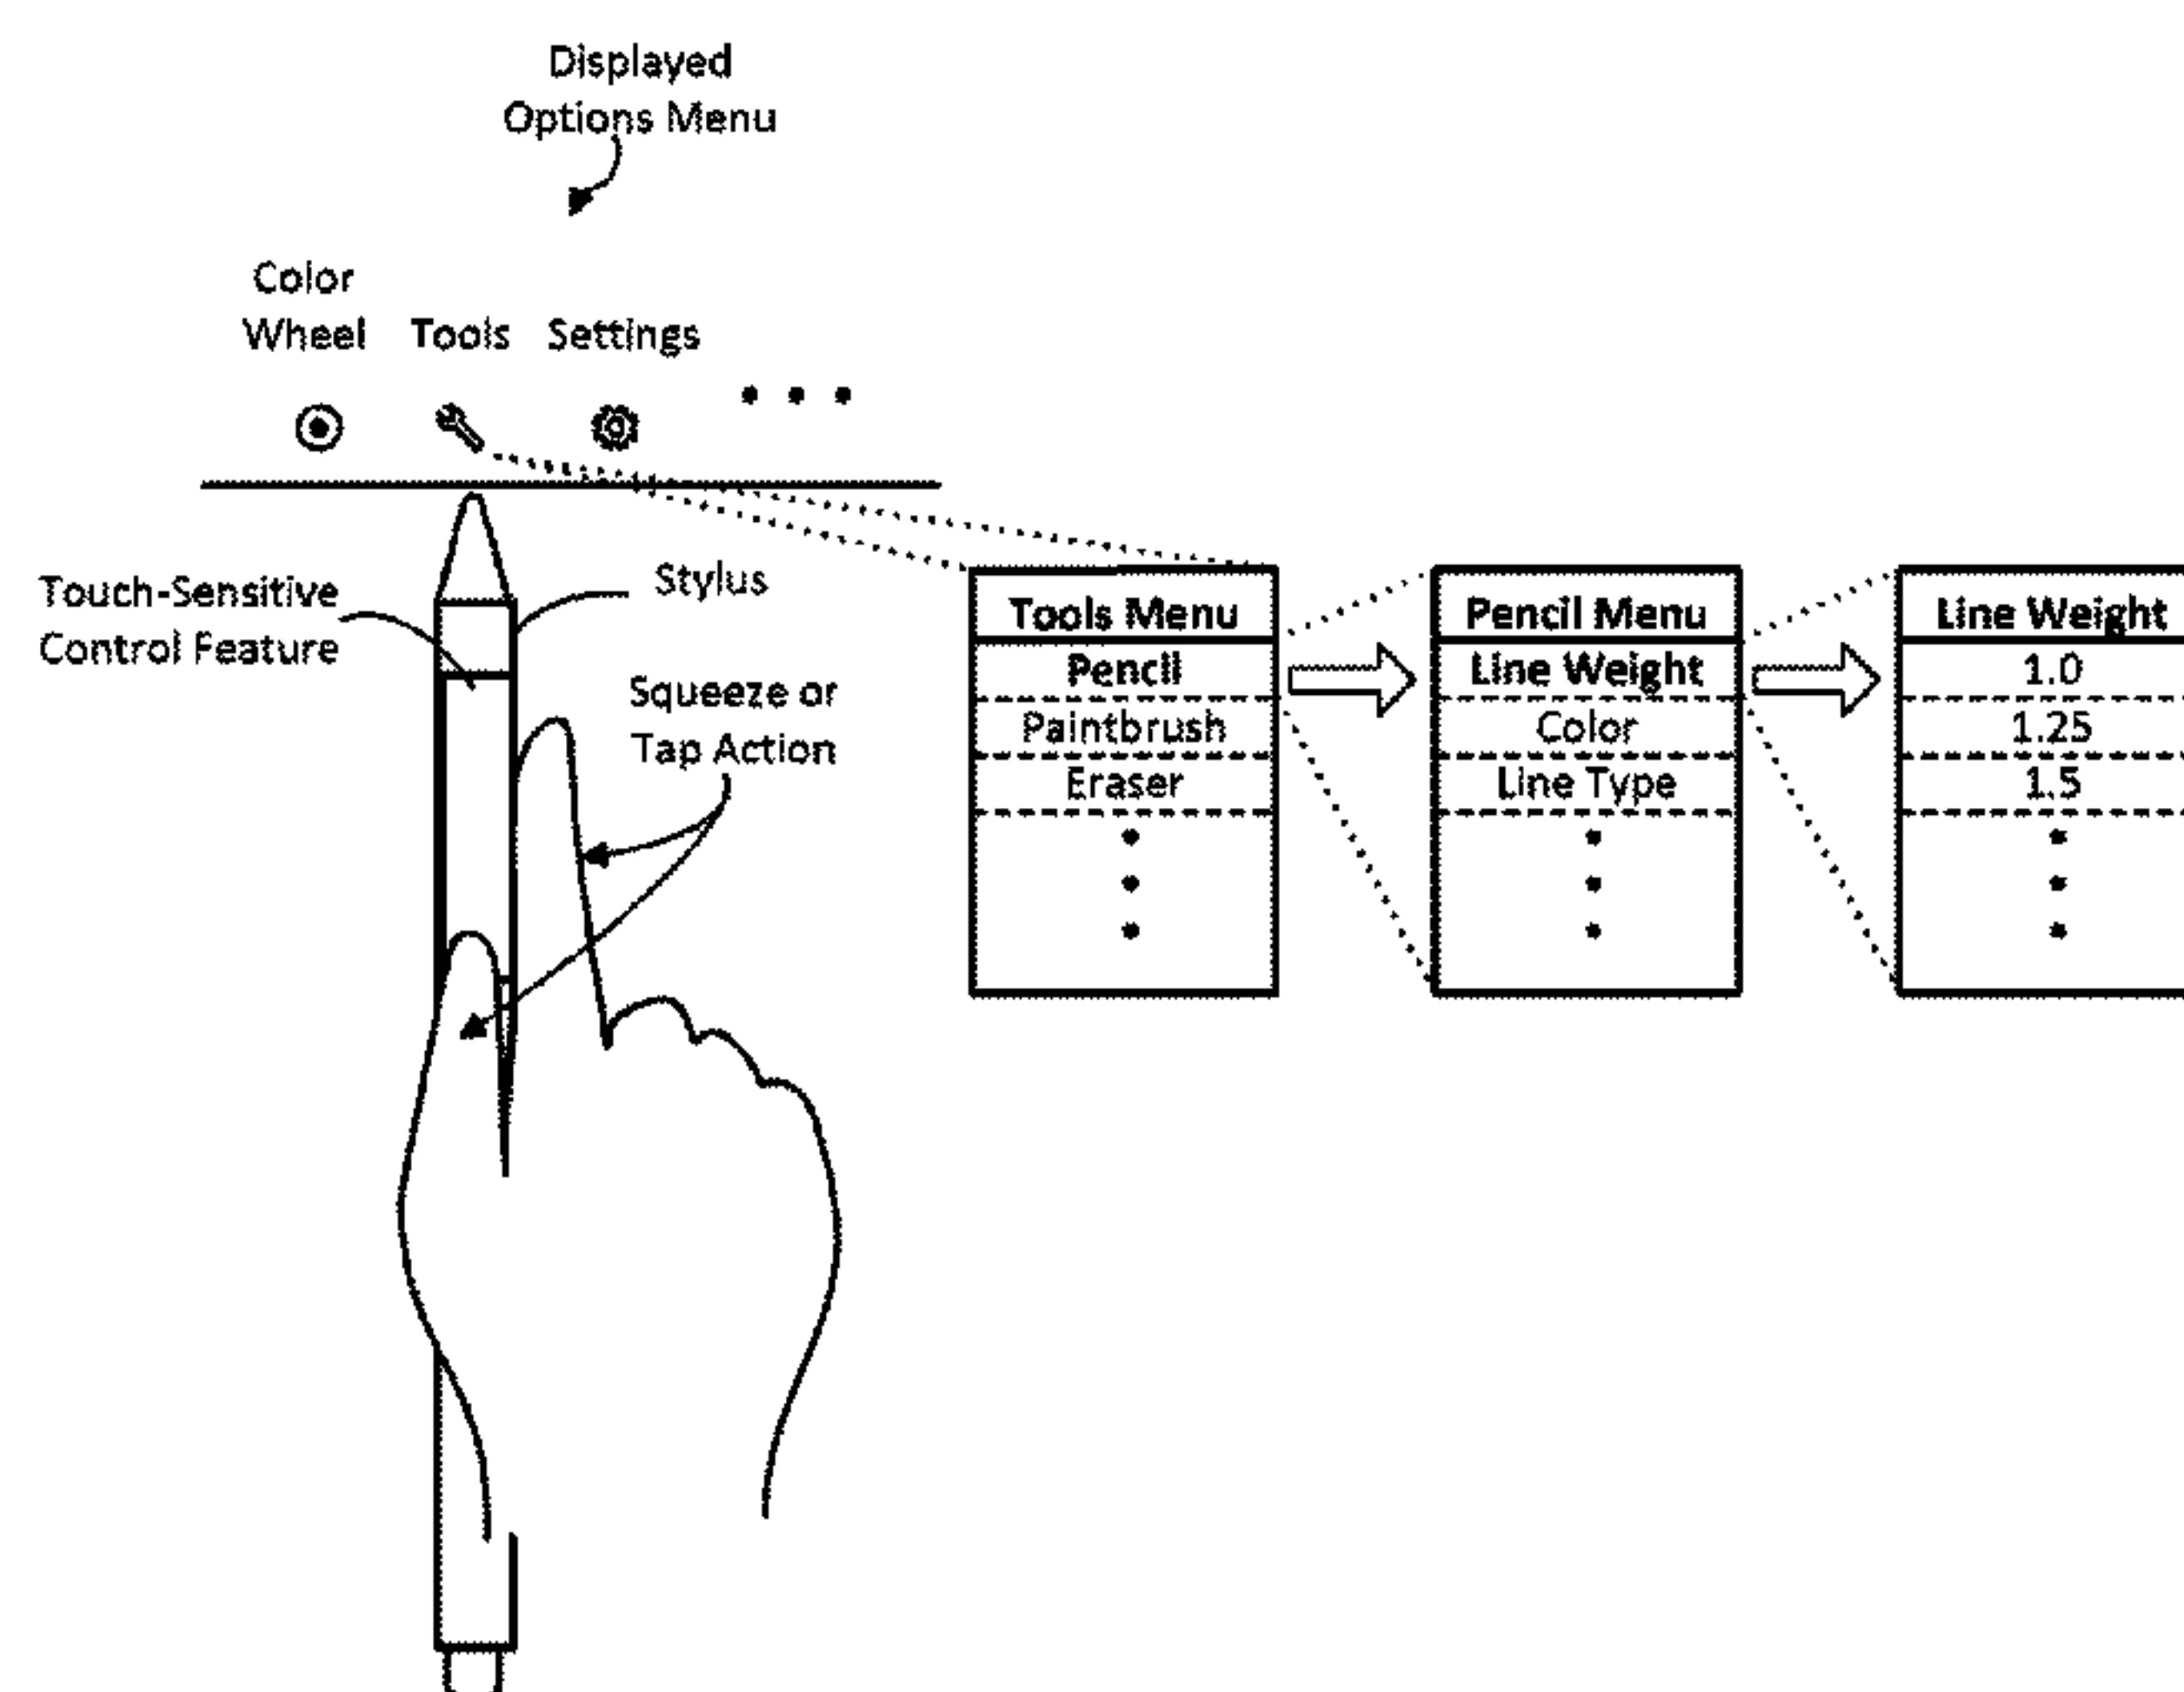 Displayed
Options Menu
Color
Wheel
Tools
Settings
Touch-Sensitive
Control Feature
Stylus
Squeeze or
Tap Action
Tools Menu
Pencil
Paintbrush
Eraser
Pencil Menu
Line Weight
Color
Line Type
Line Weight
1.0
1.25
1.5